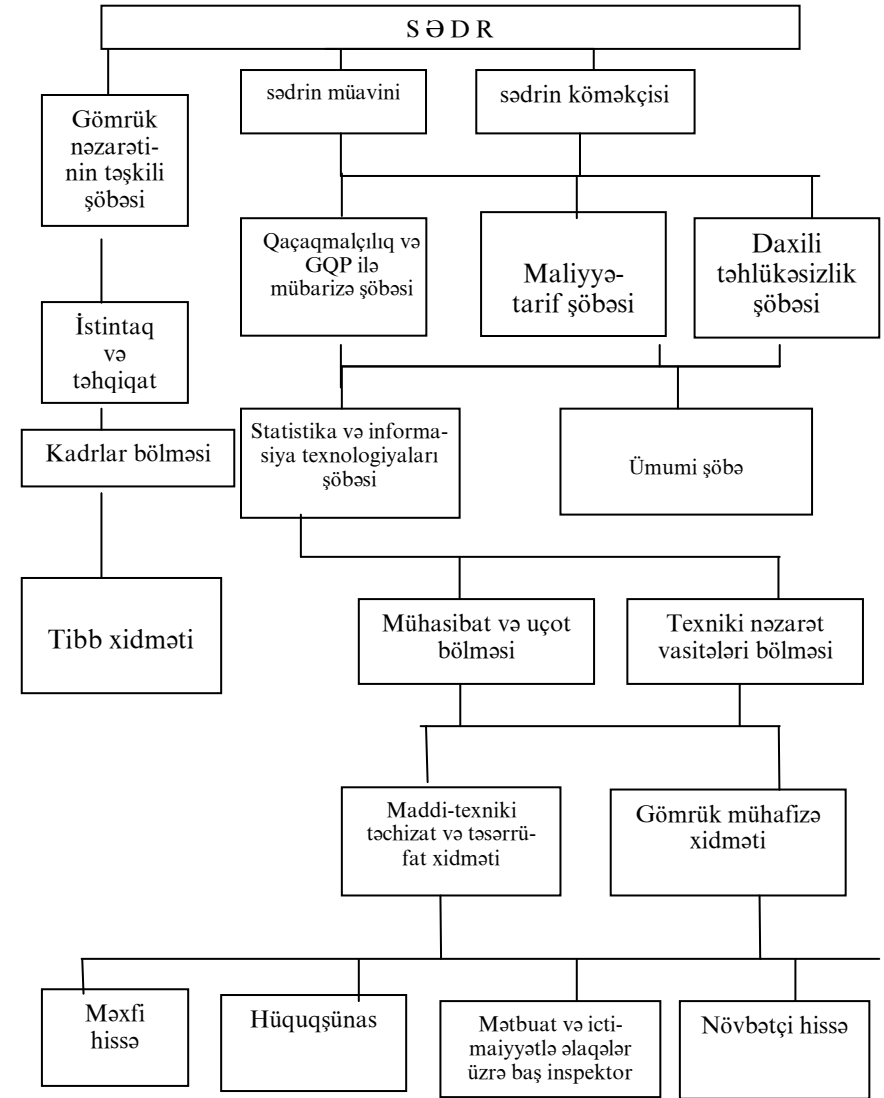 S Ə D R
sədrin müavini
sədrin köməkçisi
Gömrük
nəzarəti-
nin təşkili
şöbəsi
Qaçaqmalçılıq və
GQP ilə
mübarizə şöbəsi
Maliyyə-
tarif şöbəsi
Daxili
təhlükəsizlik
şöbəsi
İstintaq
və
təhqiqat
Kadrlar bölməsi
Statistika və informa-
siya texnologiyaları
şöbəsi
Ümumi şöbə
Tibb xidməti
Mühasibat və uçot
bölməsi
Texniki nəzarət
vasitələri bölməsi
Maddi-texniki
təchizat və təsərrü-
fat xidməti
Gömrük mühafizə
xidməti
Məxfi
hissə
Hüquqşünas
Mətbuat və icti-
maiyyətlə əlaqələr
üzrə baş inspektor
Növbətçi hissə